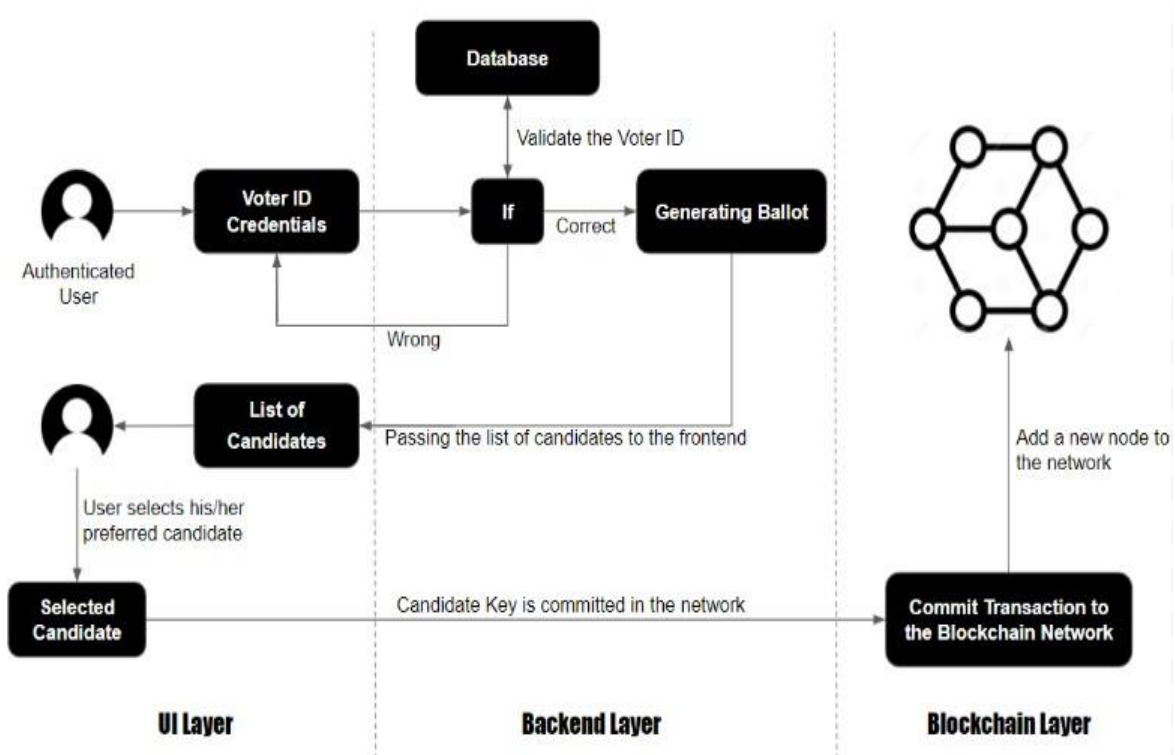 Database
Validate the Voter ID
Voter ID
Credentials
If
Correct
Generating Ballot
Authenticated
User
Wrong
List of
Candidates
Passing the list of candidates to the frontend
Add a new node to
the network
User selects his/her
preferred candidate
Selected
Candidate
Candidate Key is committed in the network
Commit Transaction to
the Blockchain Network
UI Layer
Backend Layer
Blockchain Layer